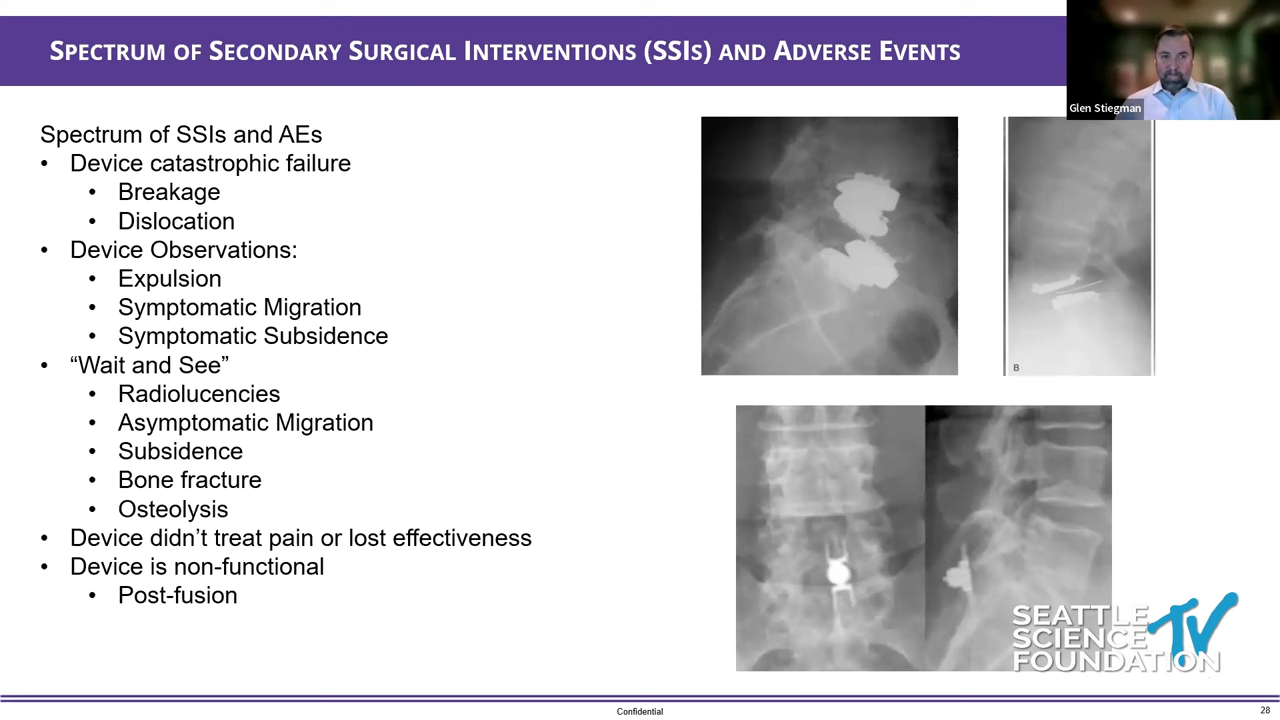 SPECTRUM OF SECONDARY SURGICAL INTERVENTIONS (SSIS) AND ADVERSE EVENTS
Glen Stiegman
Spectrum of SSIs and AEs
• Device catastrophic failure
• Breakage
• Dislocation
• Device Observations:
• Expulsion
• Symptomatic Migration
• Symptomatic Subsidence
• “Wait and See”
• Radiolucencies
• Asymptomatic Migration
• Subsidence
• Bone fracture
• Osteolysis
• Device didn’t treat pain or lost effectiveness
• Device is non-functional
• Post-fusion
B
SEATTLE
SCIENCE
FOUNDATION
TV
Confidential
28